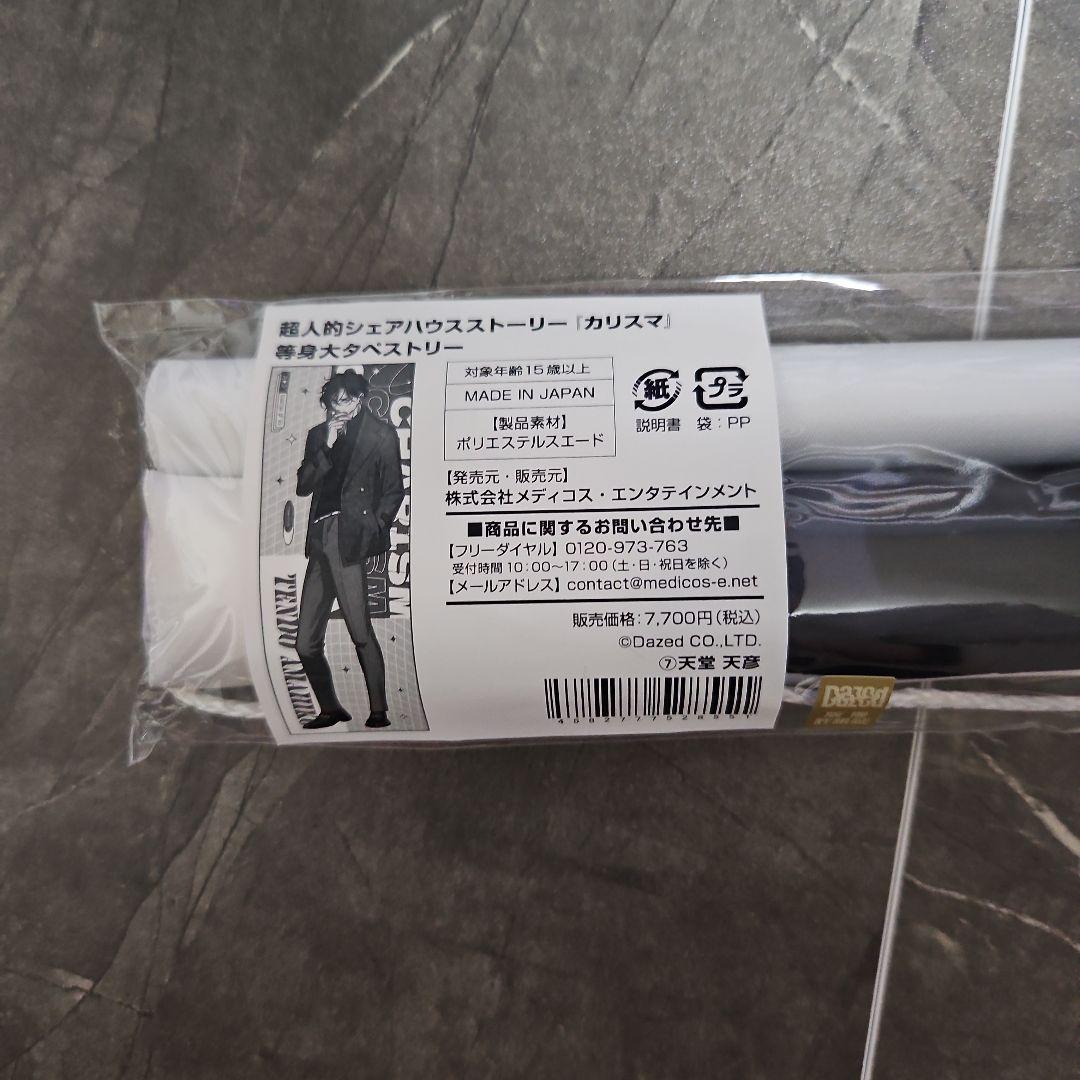 超人的シェアハウスストーリー『カリスマ』
等身大タペストリー
対象年齢15歳以上
MADE IN JAPAN
【製品素材】
ポリエステルスエード
紙
プラ
説明書 袋:PP
【発売元・販売元】
株式会社メディコス・エンタテインメント
■商品に関するお問い合わせ先■
【フリーダイヤル】0120-973-763
受付時間 10:00〜17:00(土・日・祝日を除く)
【メールアドレス】contact@medicos-e.net
販売価格:7,700円(税込)
©Dazed CO.,LTD.
⑦天堂 天彦
4582777528551
TENDO AMAHIKO
Dazed